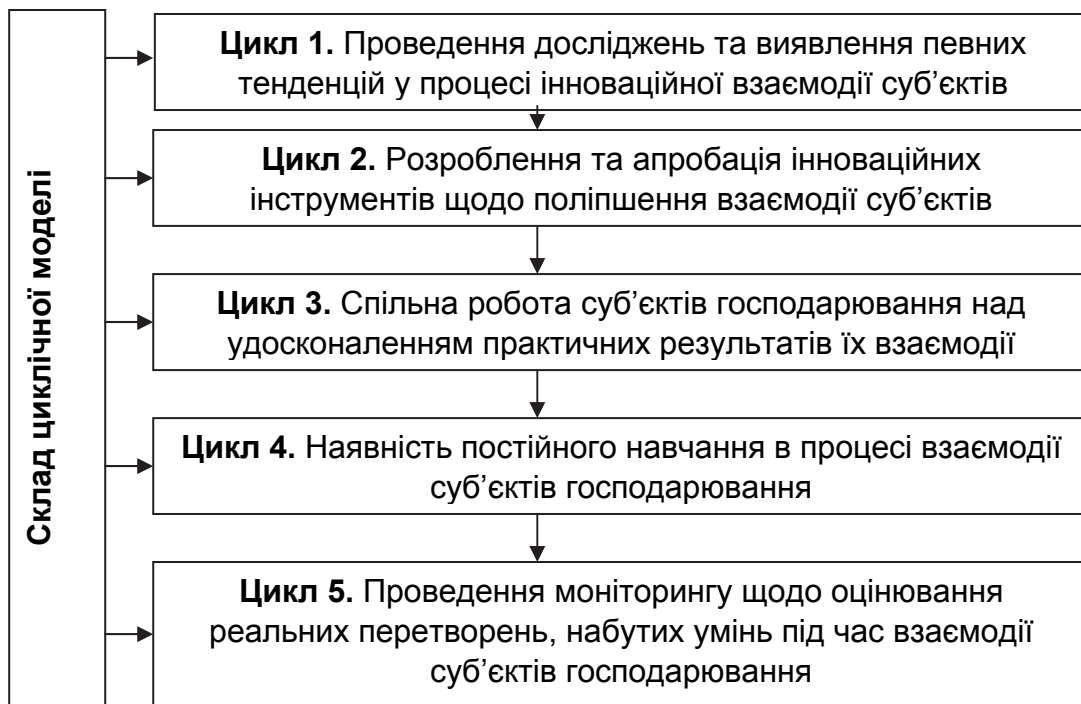 Склад циклічної моделі
Цикл 1. Проведення досліджень та виявлення певних
тенденцій у процесі інноваційної взаємодії суб’єктів
Цикл 2. Розроблення та апробація інноваційних
інструментів щодо поліпшення взаємодії суб’єктів
Цикл 3. Спільна робота суб’єктів господарювання над
удосконаленням практичних результатів їх взаємодії
Цикл 4. Наявність постійного навчання в процесі взаємодії
суб’єктів господарювання
Цикл 5. Проведення моніторингу щодо оцінювання
реальних перетворень, набутих умінь під час взаємодії
суб’єктів господарювання